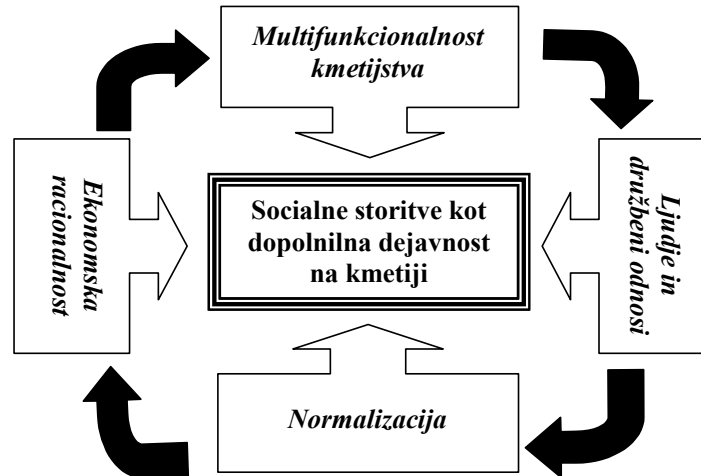 Multifunkcionalnost
kmetijstva
Ekonomska
racionalnost
Socialne storitve kot
dopolnilna dejavnost
na kmetiji
Ljudje in
družbeni odnosi
Normalizacija